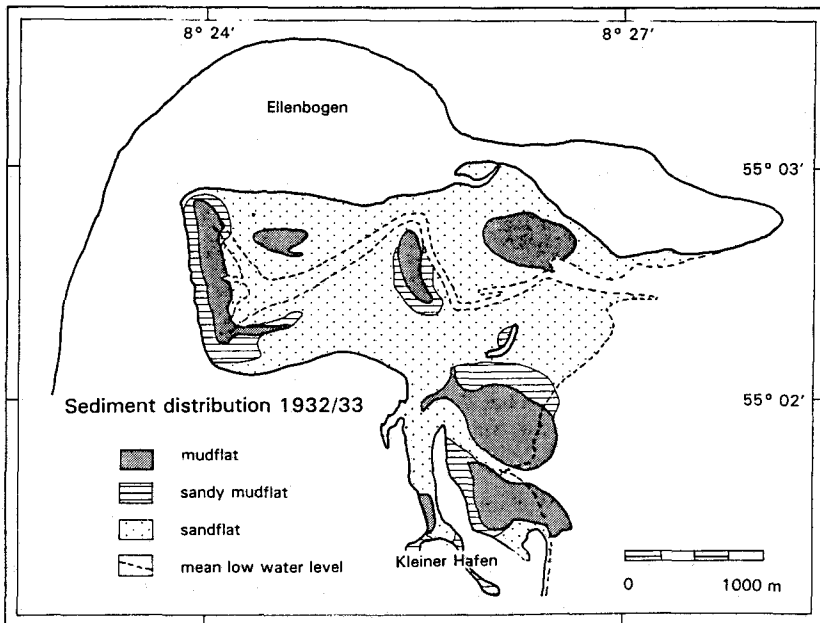 8° 24'
8° 27'
Ellenbogen
55° 03'
55° 02'
Sediment distribution 1932/33
mudflat
sandy mudflat
sandflat
mean low water level
Kleiner Hafen
0 1000 m